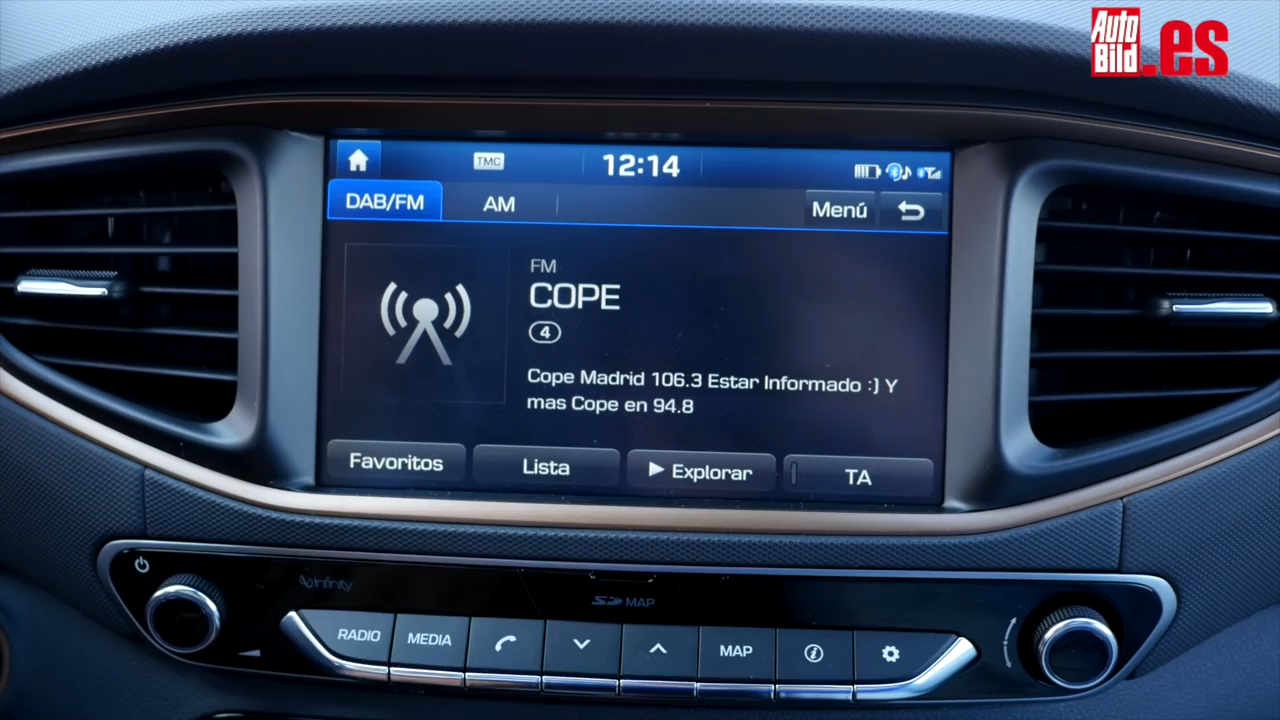 Auto
Bild
.es
TMC
12:14
DAB/FM
AM
Menú
FM
COPE
4
Cope Madrid 106.3 Estar Informado :] Y
mas Cope en 94.8
Favoritos
Lista
Explorar
TA
infinity
SD MAP
RADIO
MEDIA
MAP